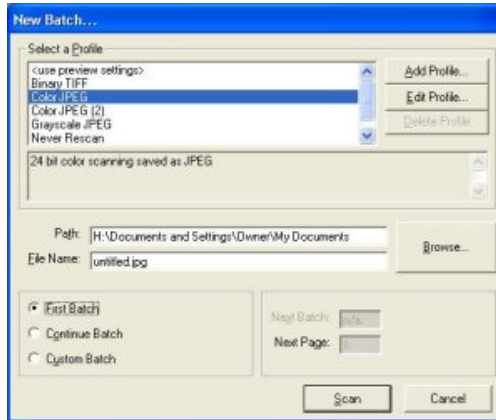 New Batch...
Select a Profile
<use preview settings>
Binary TIFF
Color JPEG
Color JPEG (2)
Grayscale JPEG
Never Rescan
Add Profile...
Edit Profile...
Delete Profile
24 bit color scanning saved as JPEG
Path: H:\Documents and Settings\Owner\My Documents
File Name: untitled.jpg
Browse...
First Batch
Continue Batch
Custom Batch
Next Batch: n/a
Next Page:
Scan Cancel